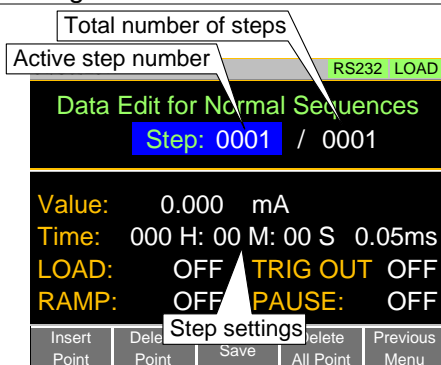 Total number of steps
Active step number
RS232 LOAD
Data Edit for Normal Sequences
Step: 0001 / 0001
Value: 0.000 mA
Time: 000 H: 00 M: 00 S 0.05ms
LOAD: OFF TRIG OUT OFF
RAMP: OFF PAUSE: OFF
Step settings
Insert Point
Point
Save
All Point
Previous Menu